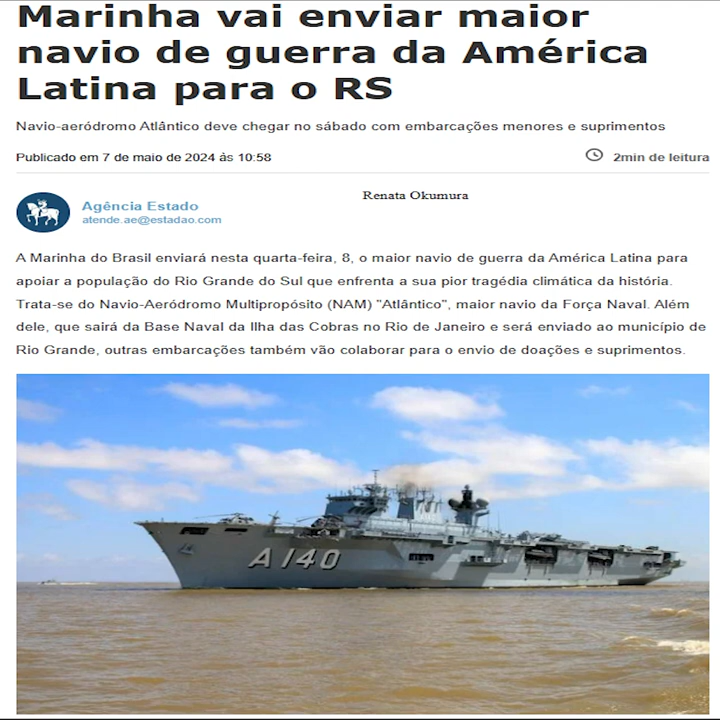 Marinha vai enviar maior
navio de guerra da América
Latina para o RS
Navio-aeródromo Atlântico deve chegar no sábado com embarcações menores e suprimentos
Publicado em 7 de maio de 2024 às 10:58
2min de leitura
Agência Estado
Renata Okumura
atende.ae@estadao.com
A Marinha do Brasil enviará nesta quarta-feira, 8, o maior navio de guerra da América Latina para
apoiar a população do Rio Grande do Sul que enfrenta a sua pior tragédia climática da história.
Trata-se do Navio-Aeródromo Multipropósito (NAM) "Atlântico", maior navio da Força Naval. Além
dele, que sairá da Base Naval da Ilha das Cobras no Rio de Janeiro e será enviado ao município de
Rio Grande, outras embarcações também vão colaborar para o envio de doações e suprimentos.
A 140